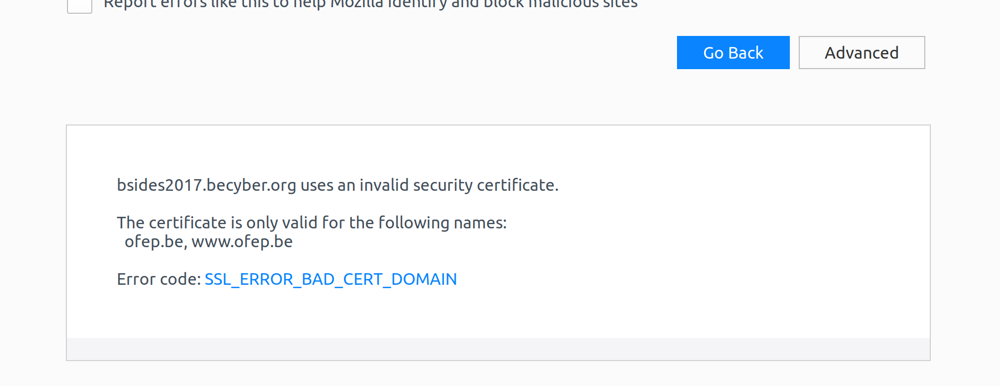 Report errors like this to help Mozilla identify and block malicious sites
Go Back
Advanced
bsides2017.becyber.org uses an invalid security certificate.
The certificate is only valid for the following names:
ofep.be, www.ofep.be
Error code: SSL_ERROR_BAD_CERT_DOMAIN